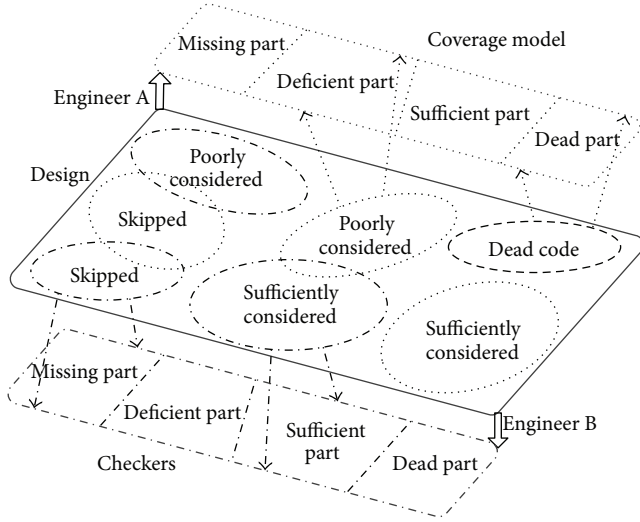 Missing part
Coverage model
Deficient part
Engineer A
Sufficient part
Dead part
Design
Poorly
considered
Skipped
Poorly
considered
Dead code
Skipped
Sufficiently
considered
Sufficiently
considered
Missing part
Deficient part
Engineer B
Sufficient
part
Checkers
Dead part